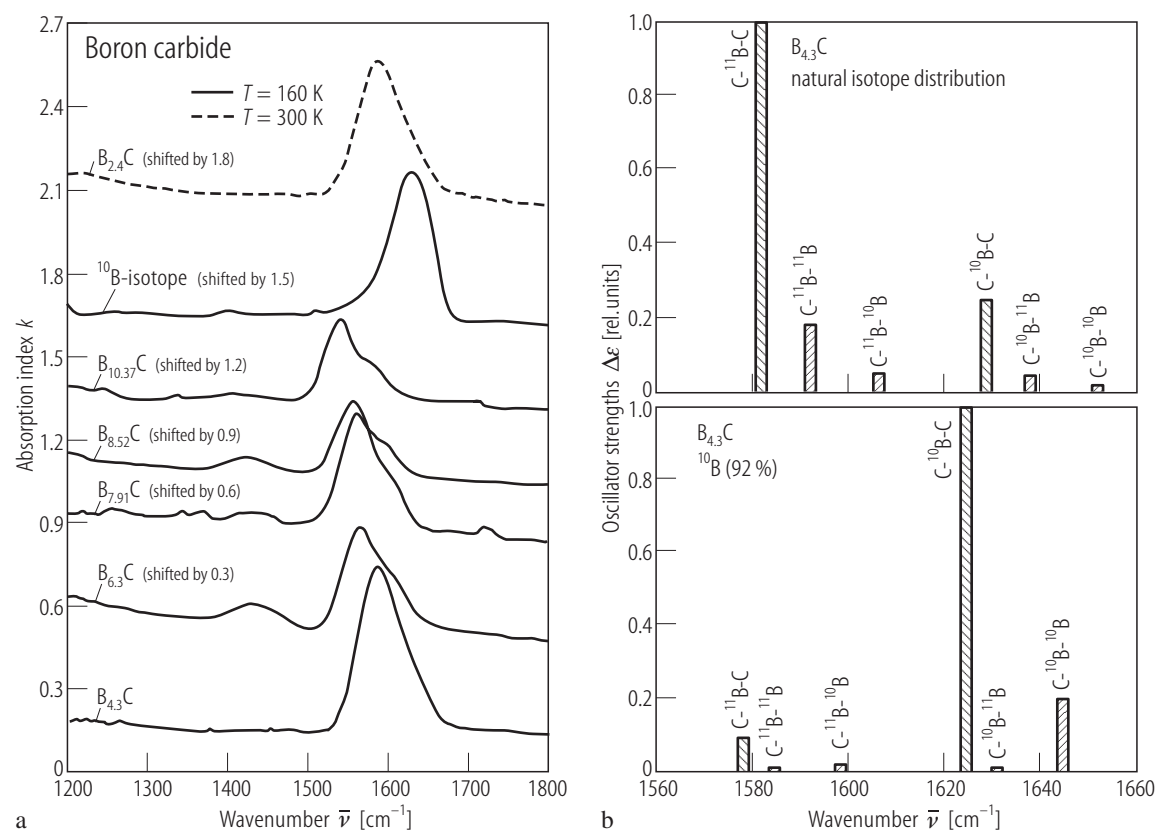 Boron carbide
T = 160 K
T = 300 K
B2.4C (shifted by 1.8)
10B-isotope (shifted by 1.5)
B10.37C (shifted by 1.2)
B8.52C (shifted by 0.9)
B7.91C (shifted by 0.6)
B6.3C (shifted by 0.3)
B4.3C
Absorption index k
2.7
2.4
2.1
1.8
1.5
1.2
0.9
0.6
0.3
0
1200 1300 1400 1500 1600 1700 1800
Wavenumber ν̅ [cm−1]
a
B4.3C
natural isotope distribution
C-11B-C
C-11B-11B
C-11B-10B
C-10B-C
C-10B-11B
C-10B-10B
1.0
0.8
0.6
0.4
0.2
0
Oscillator strengths Δε [rel. units]
B4.3C
10B (92 %)
C-11B-C
C-11B-11B
C-11B-10B
C-10B-C
C-10B-11B
C-10B-10B
1.0
0.8
0.6
0.4
0.2
0
1560 1580 1600 1620 1640 1660
Wavenumber ν̅ [cm−1]
b